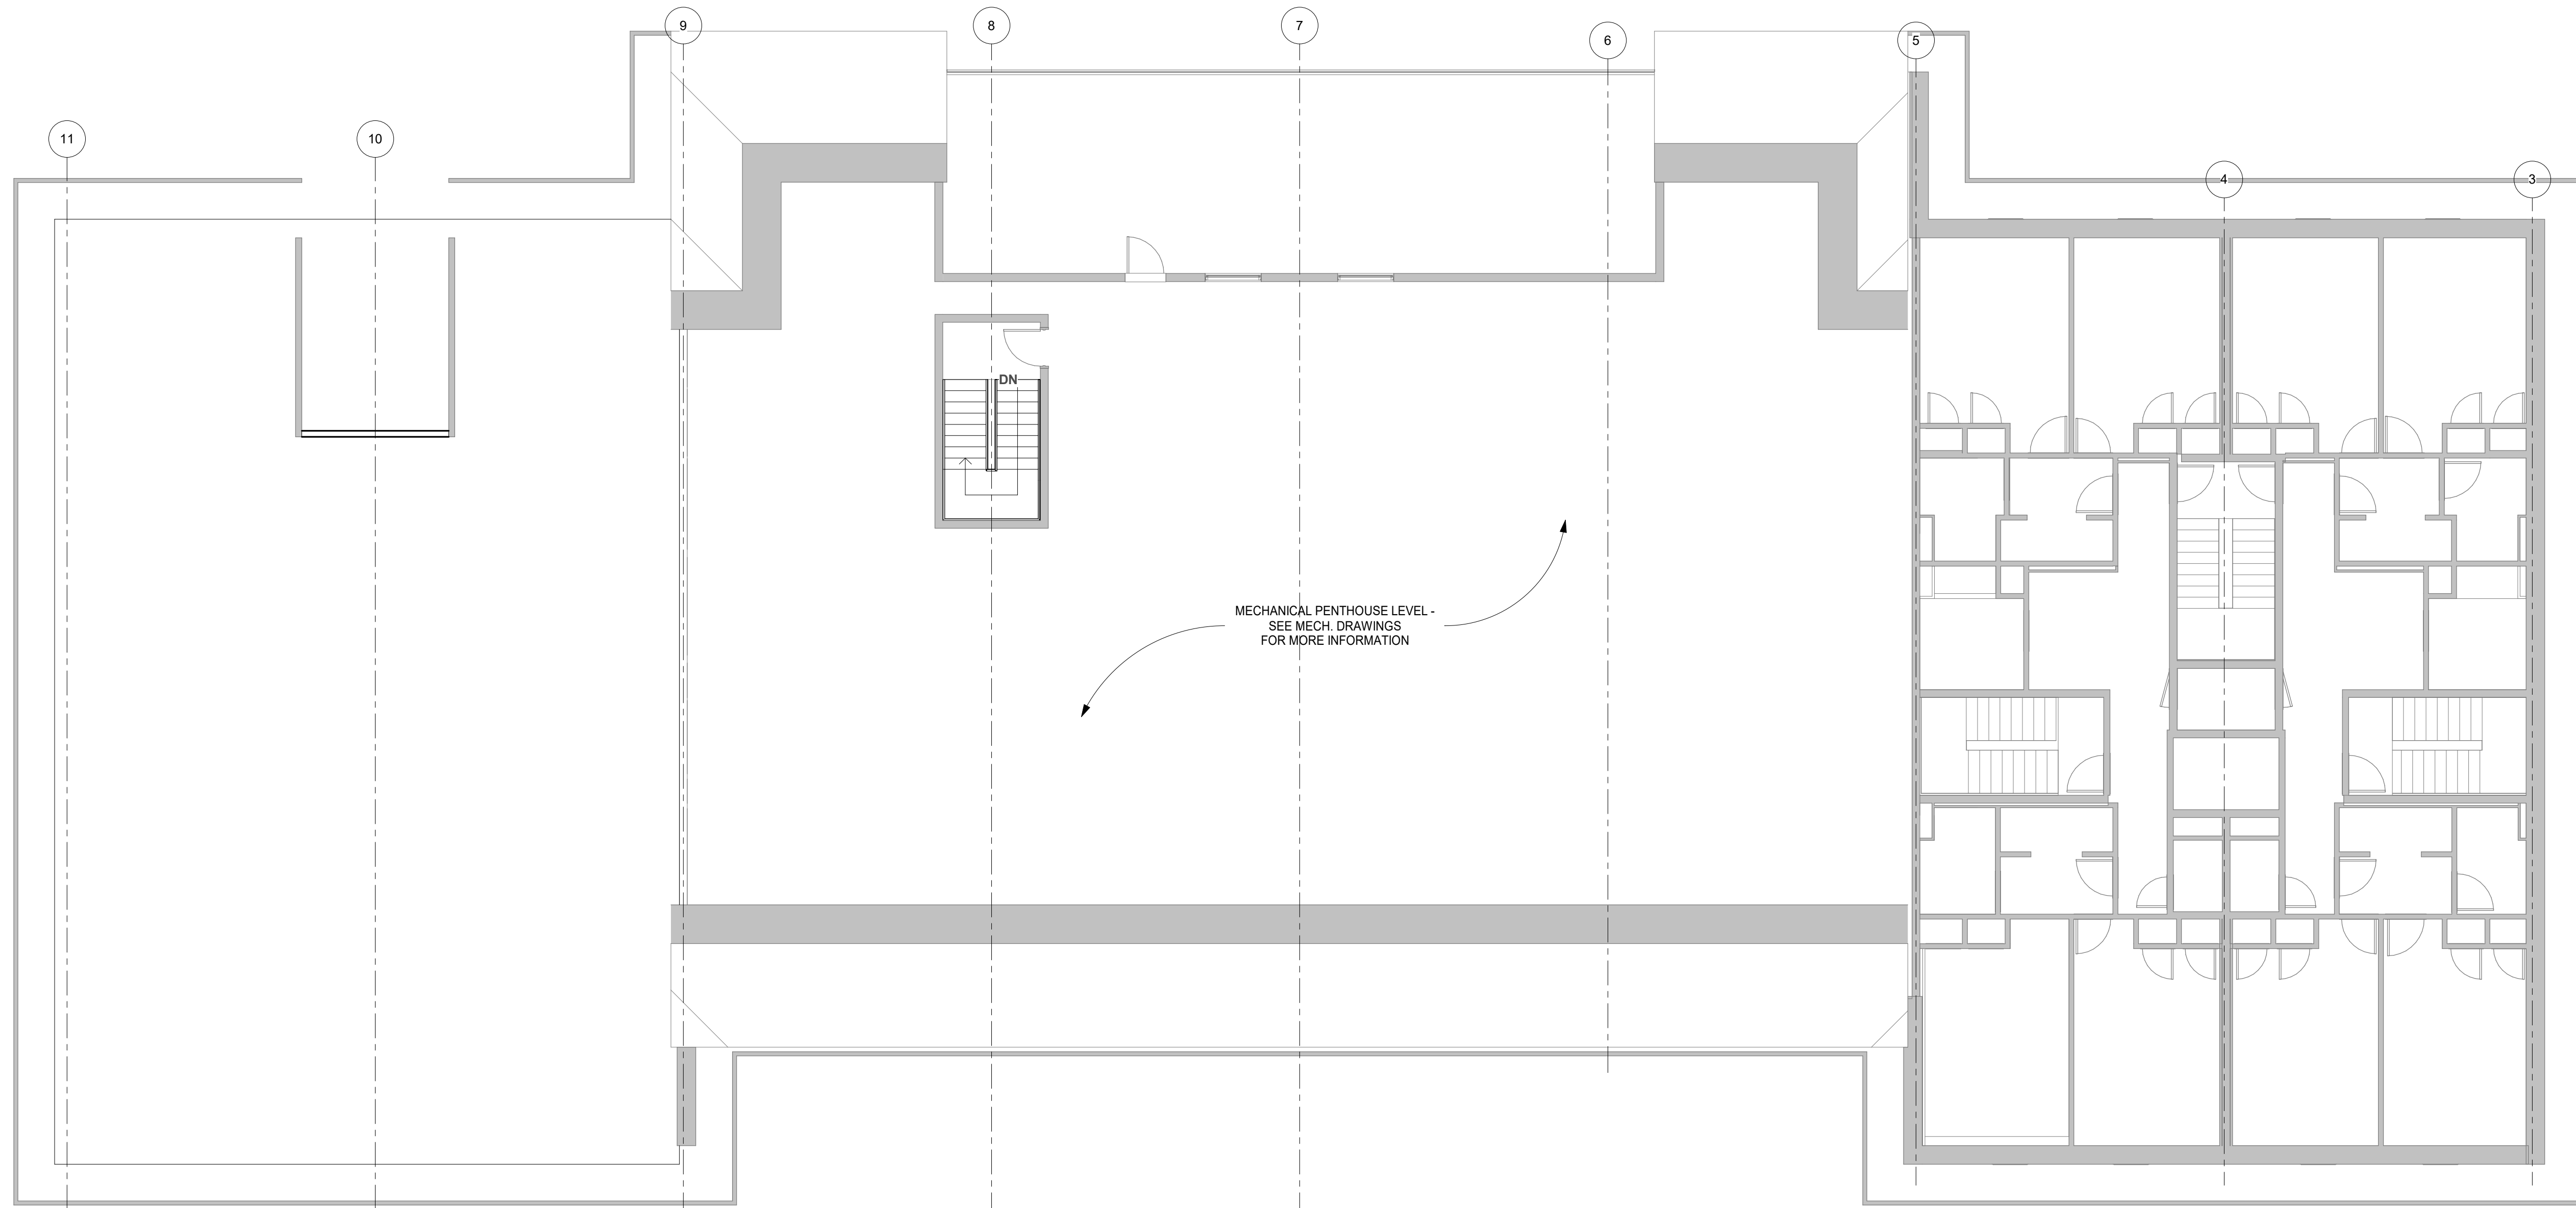 9
8
7
6
5
11
10
4
3
DN
MECHANICAL PENTHOUSE LEVEL -
SEE MECH. DRAWINGS
FOR MORE INFORMATION